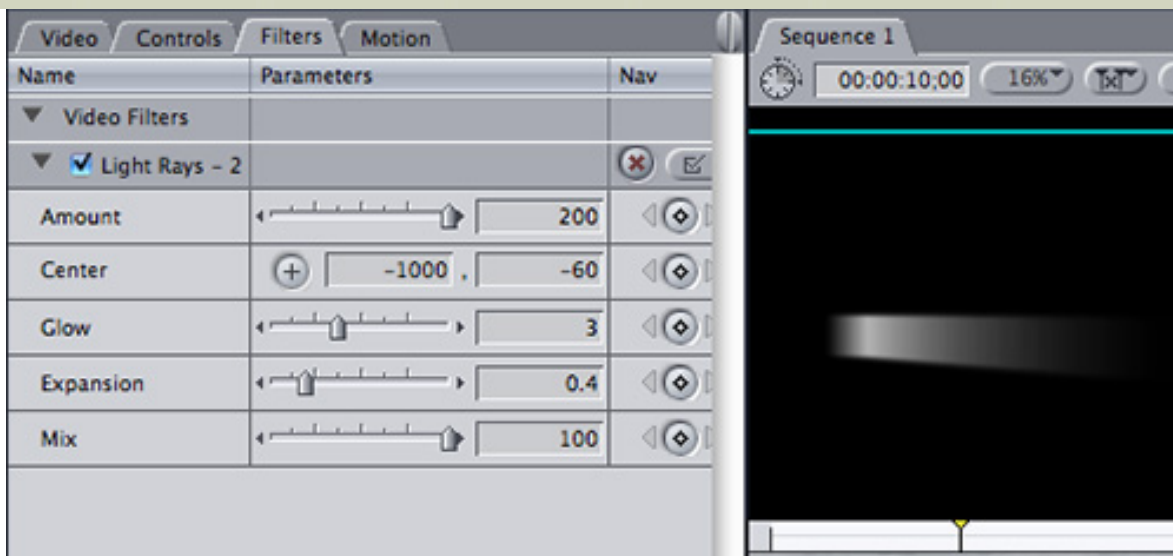 Video Controls Filters Motion
Name Parameters Nav
Video Filters
Light Rays - 2
Amount 200
Center -1000 , -60
Glow 3
Expansion 0.4
Mix 100
Sequence 1
00:00:10;00 16%